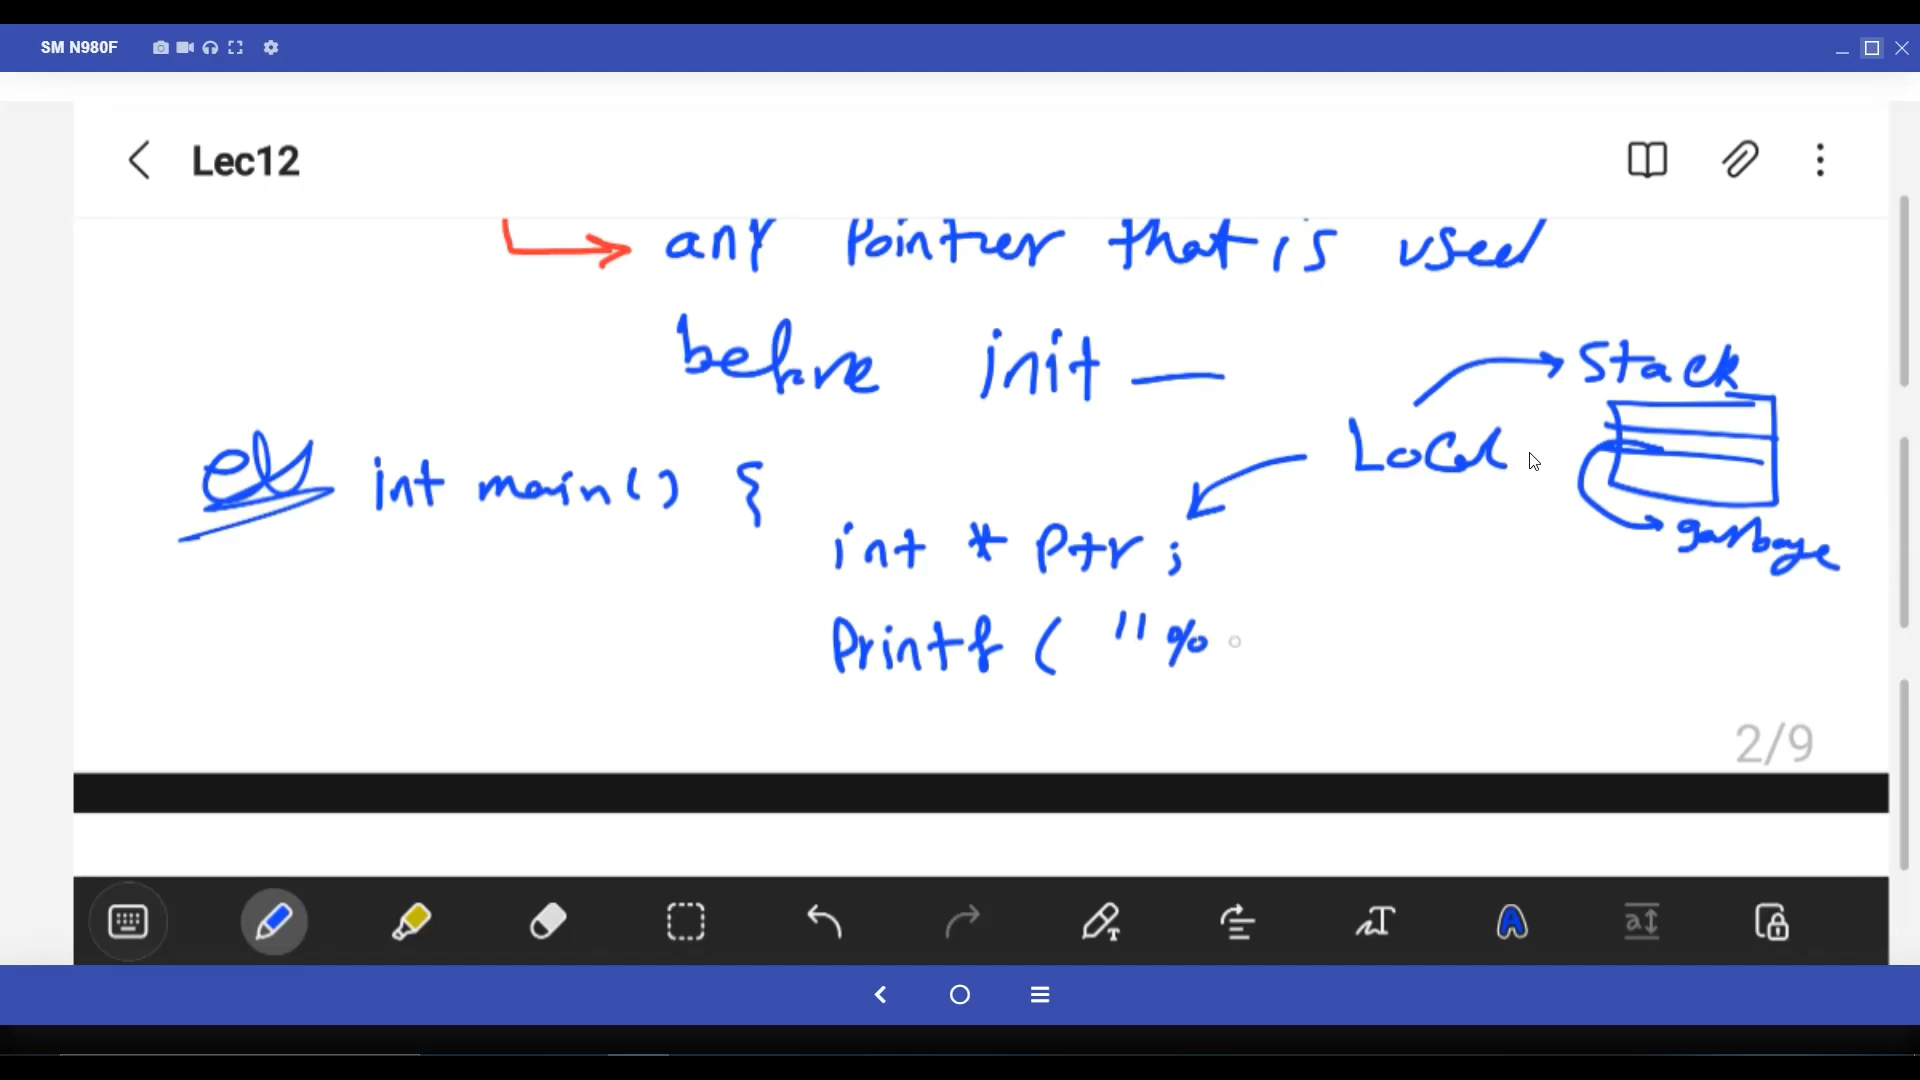 SM N980F
Lec12
any Pointer that is used
before init —
Stack
Local
garbage
int main() {
int * Ptr ;
Printf ( "%
2/9